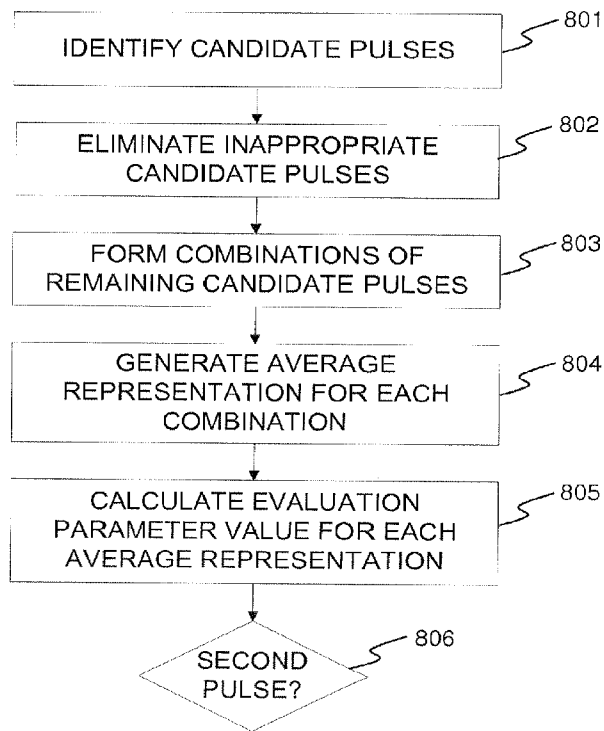 IDENTIFY CANDIDATE PULSES
801
ELIMINATE INAPPROPRIATE
CANDIDATE PULSES
802
FORM COMBINATIONS OF
REMAINING CANDIDATE PULSES
803
GENERATE AVERAGE
REPRESENTATION FOR EACH
COMBINATION
804
CALCULATE EVALUATION
PARAMETER VALUE FOR EACH
AVERAGE REPRESENTATION
805
SECOND
PULSE?
806